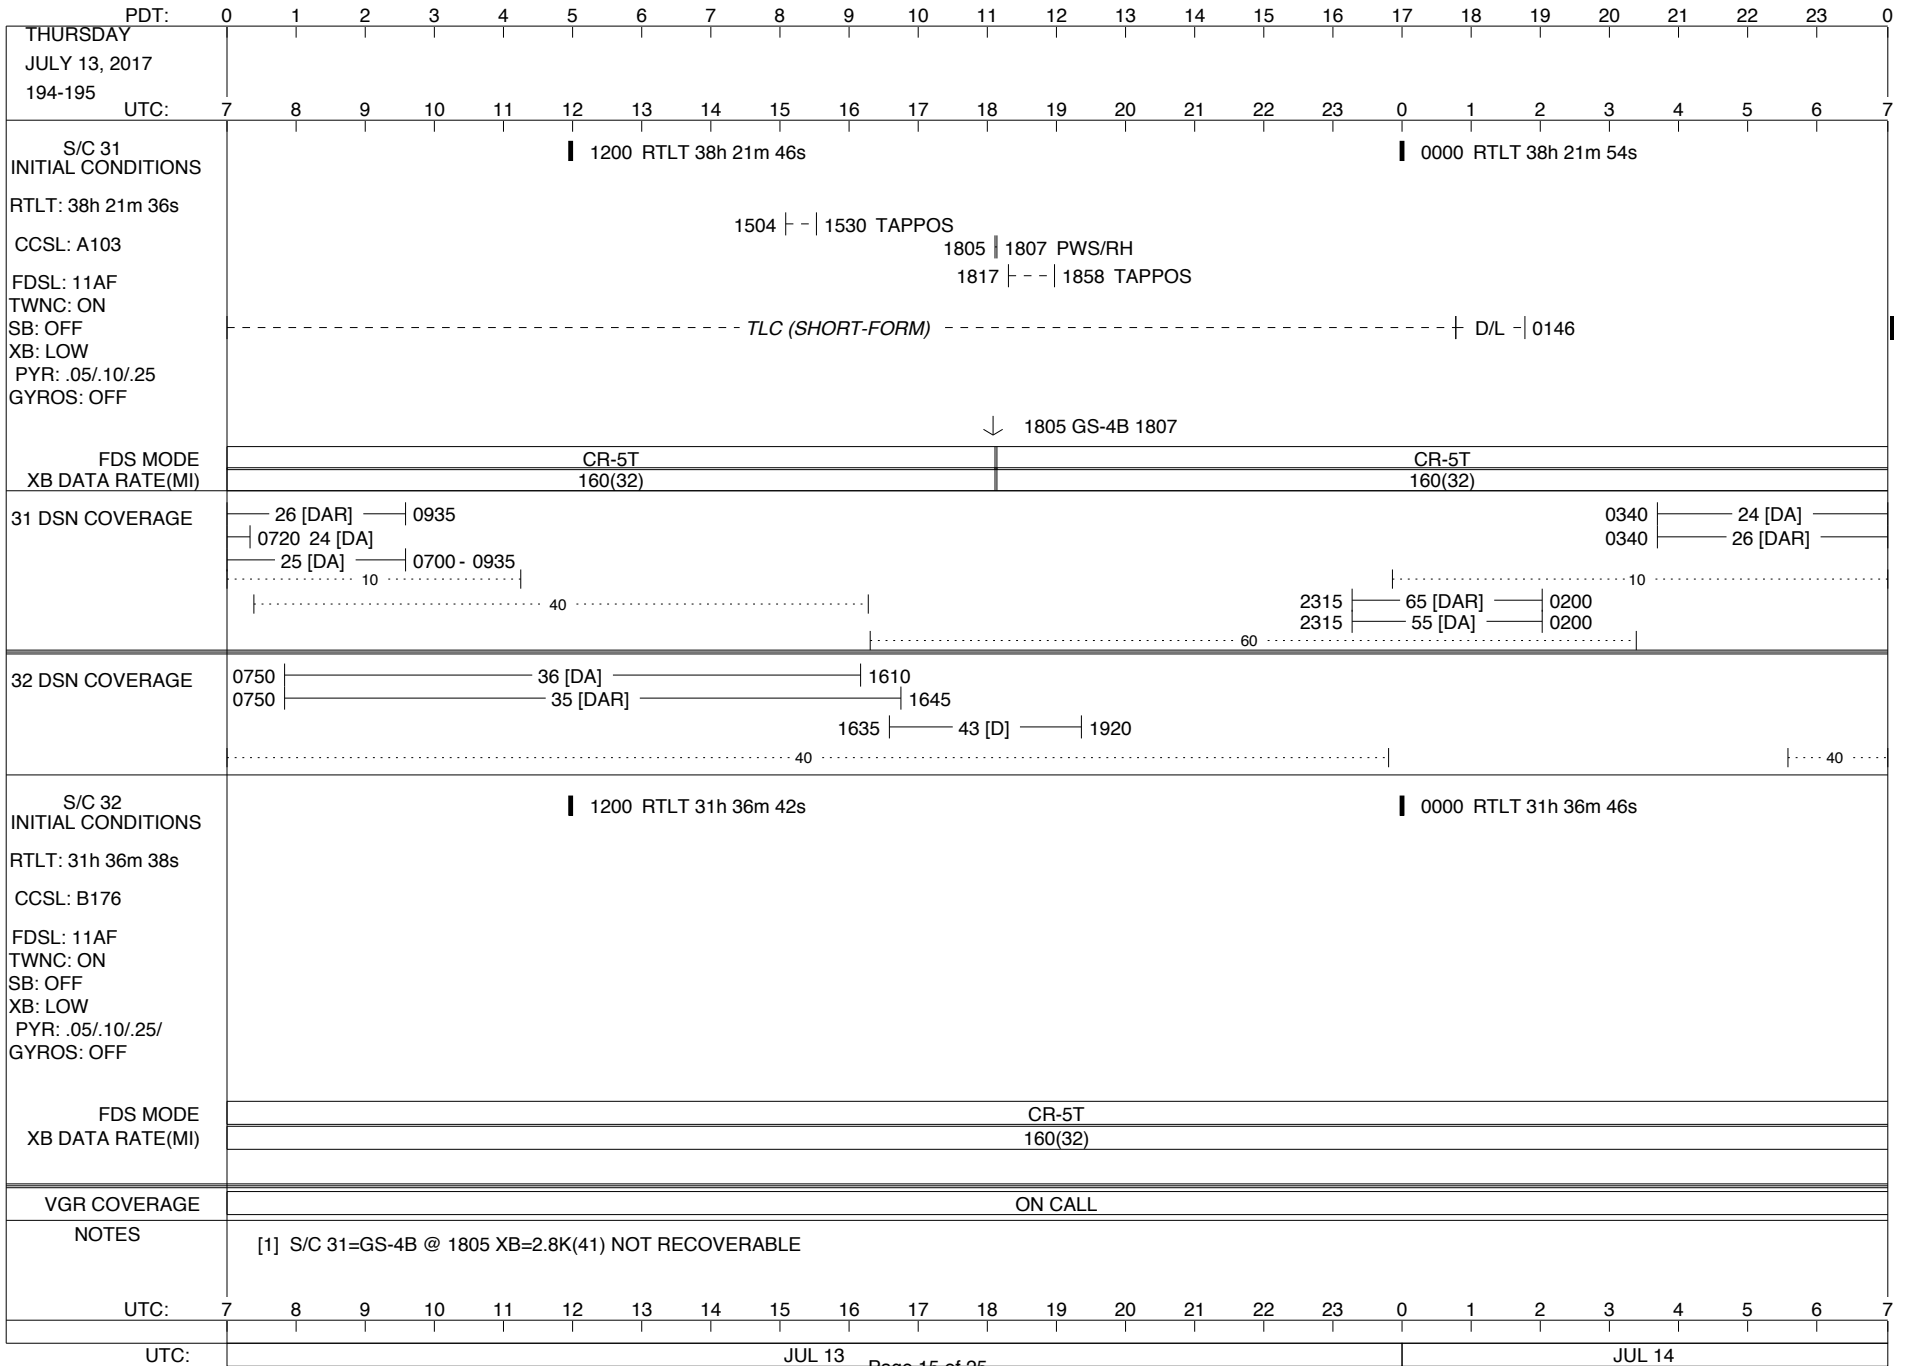 PDT: 0 1 2 3 4 5 6 7 8 9 10 11 12 13 14 15 16 17 18 19 20 21 22 23 0
THURSDAY
JULY 13, 2017
194-195
UTC: 7 8 9 10 11 12 13 14 15 16 17 18 19 20 21 22 23 0 1 2 3 4 5 6 7
S/C 31
INITIAL CONDITIONS
1200 RTLT 38h 21m 46s
0000 RTLT 38h 21m 54s
RTLT: 38h 21m 36s
1504 1530 TAPPOS
CCSL: A103
1805 1807 PWS/RH
FDSL: 11AF
1817 1858 TAPPOS
TWNC: ON
SB: OFF
TLC (SHORT-FORM) D/L 0146
XB: LOW
PYR: .05/.10/.25
GYROS: OFF
1805 GS-4B 1807
FDS MODE CR-5T CR-5T
XB DATA RATE(MI) 160(32) 160(32)
31 DSN COVERAGE
26 [DAR] 0935
0340 24 [DA]
0720 24 [DA]
0340 26 [DAR]
25 [DA] 0700 - 0935
10 10
40
2315 65 [DAR] 0200
2315 55 [DA] 0200
60
32 DSN COVERAGE
0750 36 [DA] 1610
0750 35 [DAR] 1645
1635 43 [D] 1920
40 40
S/C 32
INITIAL CONDITIONS
1200 RTLT 31h 36m 42s
0000 RTLT 31h 36m 46s
RTLT: 31h 36m 38s
CCSL: B176
FDSL: 11AF
TWNC: ON
SB: OFF
XB: LOW
PYR: .05/.10/.25/
GYROS: OFF
FDS MODE CR-5T
XB DATA RATE(MI) 160(32)
VGR COVERAGE ON CALL
NOTES
[1] S/C 31=GS-4B @ 1805 XB=2.8K(41) NOT RECOVERABLE
UTC: 7 8 9 10 11 12 13 14 15 16 17 18 19 20 21 22 23 0 1 2 3 4 5 6 7
UTC: JUL 13 JUL 14
Page 15 of 25